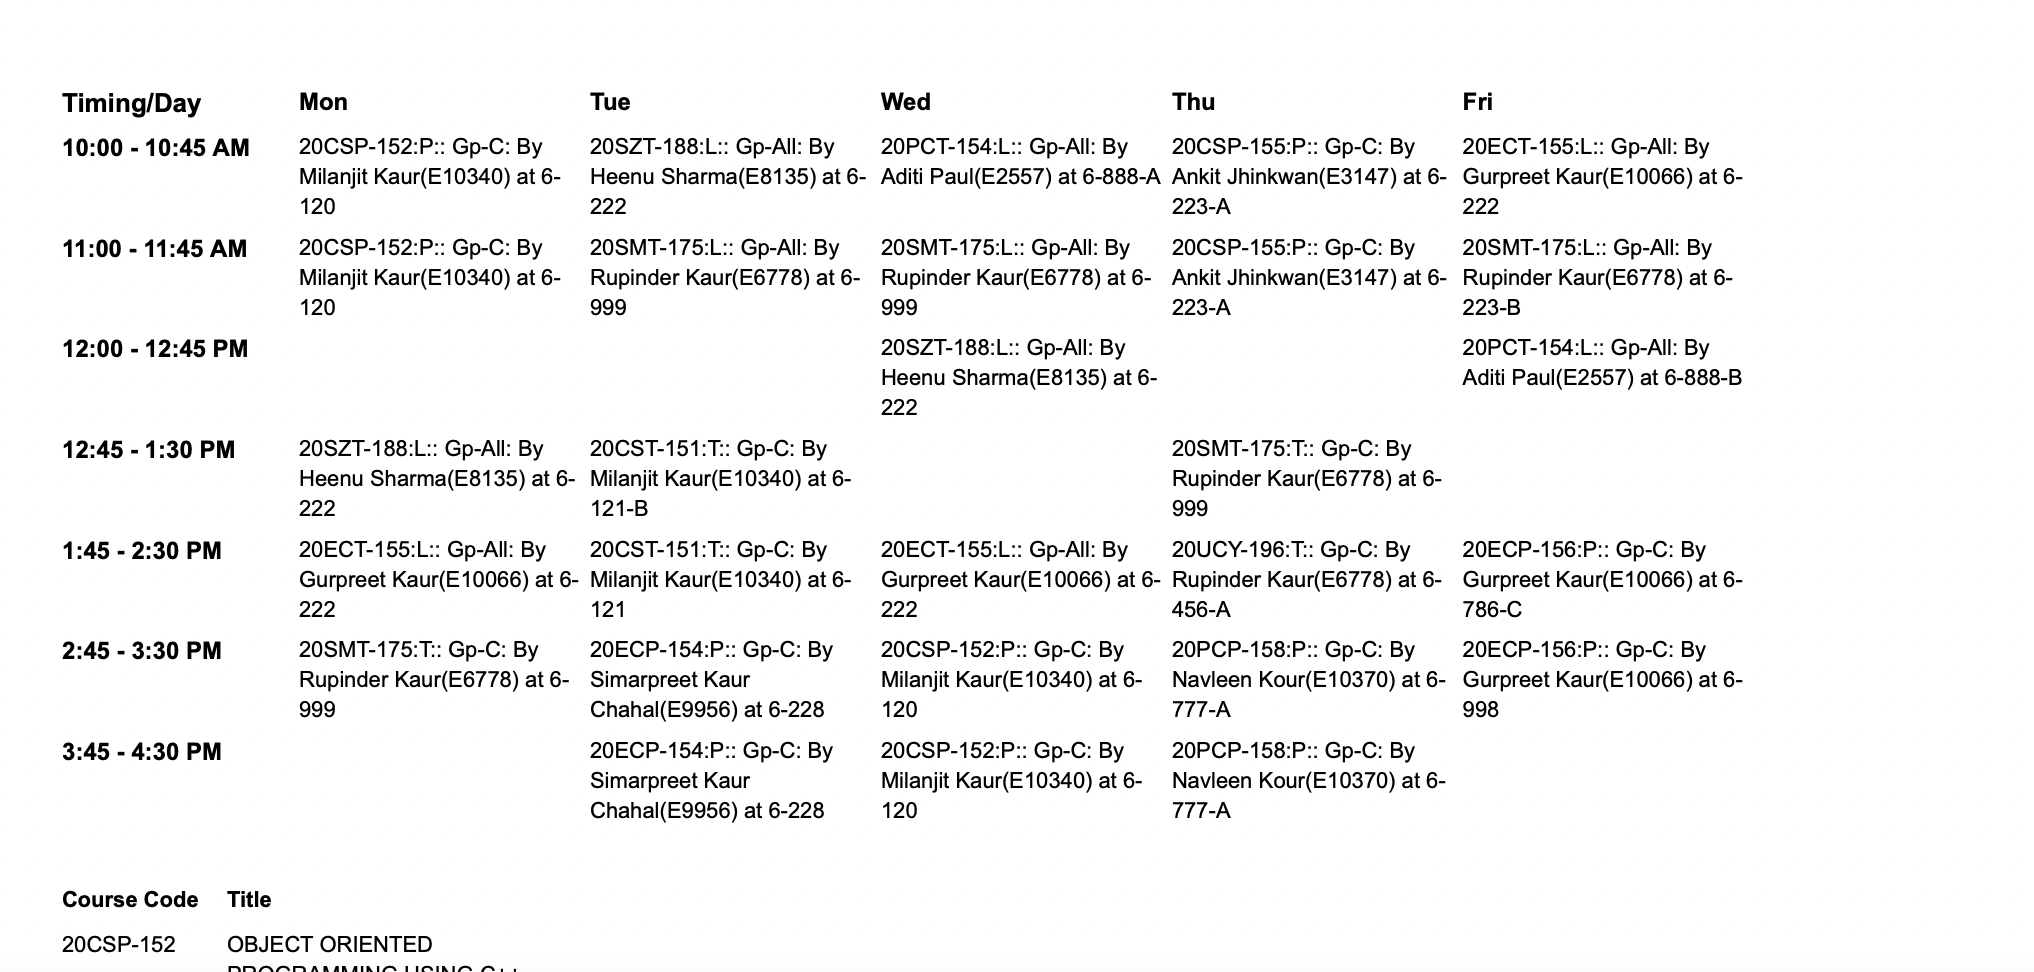 Timing/Day Mon Tue Wed Thu Fri
10:00 - 10:45 AM 20CSP-152:P:: Gp-C: By 20SZT-188:L:: Gp-All: By 20PCT-154:L:: Gp-All: By 20CSP-155:P:: Gp-C: By 20ECT-155:L:: Gp-All: By
Milanjit Kaur(E10340) at 6- Heenu Sharma(E8135) at 6- Aditi Paul(E2557) at 6-888-A Ankit Jhinkwan(E3147) at 6- Gurpreet Kaur(E10066) at 6-
120 222 223-A 222
11:00 - 11:45 AM 20CSP-152:P:: Gp-C: By 20SMT-175:L:: Gp-All: By 20SMT-175:L:: Gp-All: By 20CSP-155:P:: Gp-C: By 20SMT-175:L:: Gp-All: By
Milanjit Kaur(E10340) at 6- Rupinder Kaur(E6778) at 6- Rupinder Kaur(E6778) at 6- Ankit Jhinkwan(E3147) at 6- Rupinder Kaur(E6778) at 6-
120 999 999 223-A 223-B
12:00 - 12:45 PM 20SZT-188:L:: Gp-All: By 20PCT-154:L:: Gp-All: By
Heenu Sharma(E8135) at 6- Aditi Paul(E2557) at 6-888-B
222
12:45 - 1:30 PM 20SZT-188:L:: Gp-All: By 20CST-151:T:: Gp-C: By 20SMT-175:T:: Gp-C: By
Heenu Sharma(E8135) at 6- Milanjit Kaur(E10340) at 6- Rupinder Kaur(E6778) at 6-
222 121-B 999
1:45 - 2:30 PM 20ECT-155:L:: Gp-All: By 20CST-151:T:: Gp-C: By 20ECT-155:L:: Gp-All: By 20UCY-196:T:: Gp-C: By 20ECP-156:P:: Gp-C: By
Gurpreet Kaur(E10066) at 6- Milanjit Kaur(E10340) at 6- Gurpreet Kaur(E10066) at 6- Rupinder Kaur(E6778) at 6- Gurpreet Kaur(E10066) at 6-
222 121 222 456-A 786-C
2:45 - 3:30 PM 20SMT-175:T:: Gp-C: By 20ECP-154:P:: Gp-C: By 20CSP-152:P:: Gp-C: By 20PCP-158:P:: Gp-C: By 20ECP-156:P:: Gp-C: By
Rupinder Kaur(E6778) at 6- Simarpreet Kaur Milanjit Kaur(E10340) at 6- Navleen Kour(E10370) at 6- Gurpreet Kaur(E10066) at 6-
999 Chahal(E9956) at 6-228 120 777-A 998
3:45 - 4:30 PM 20ECP-154:P:: Gp-C: By 20CSP-152:P:: Gp-C: By 20PCP-158:P:: Gp-C: By
Simarpreet Kaur Milanjit Kaur(E10340) at 6- Navleen Kour(E10370) at 6-
Chahal(E9956) at 6-228 120 777-A
Course Code Title
20CSP-152 OBJECT ORIENTED
PROGRAMMING USING C++